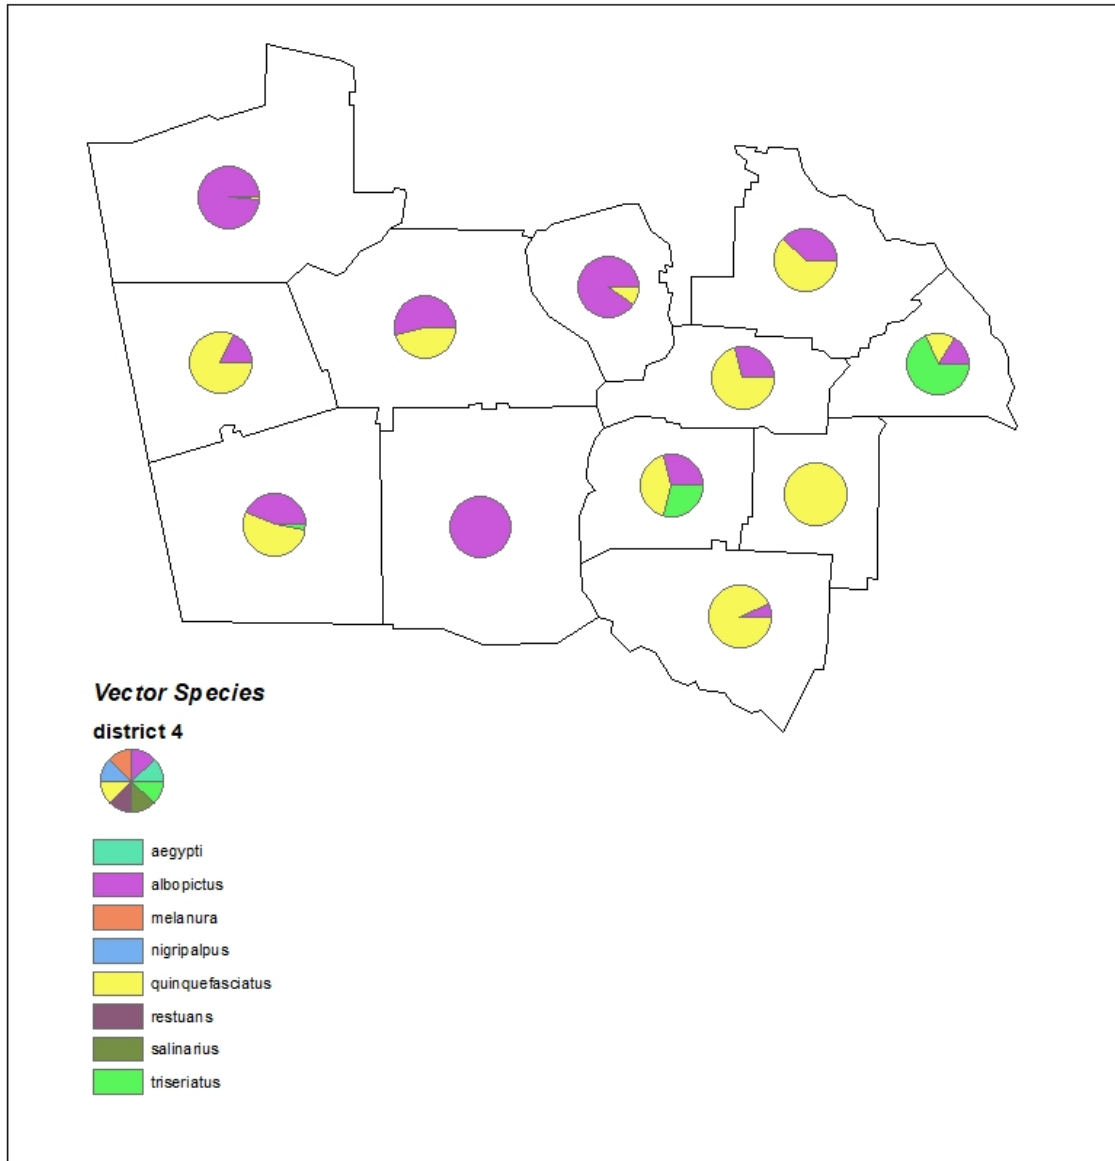 Vector Species
district 4
aegypti
albopictus
melanura
nigripalpus
quinquefasciatus
restuans
salinarius
triseriatus